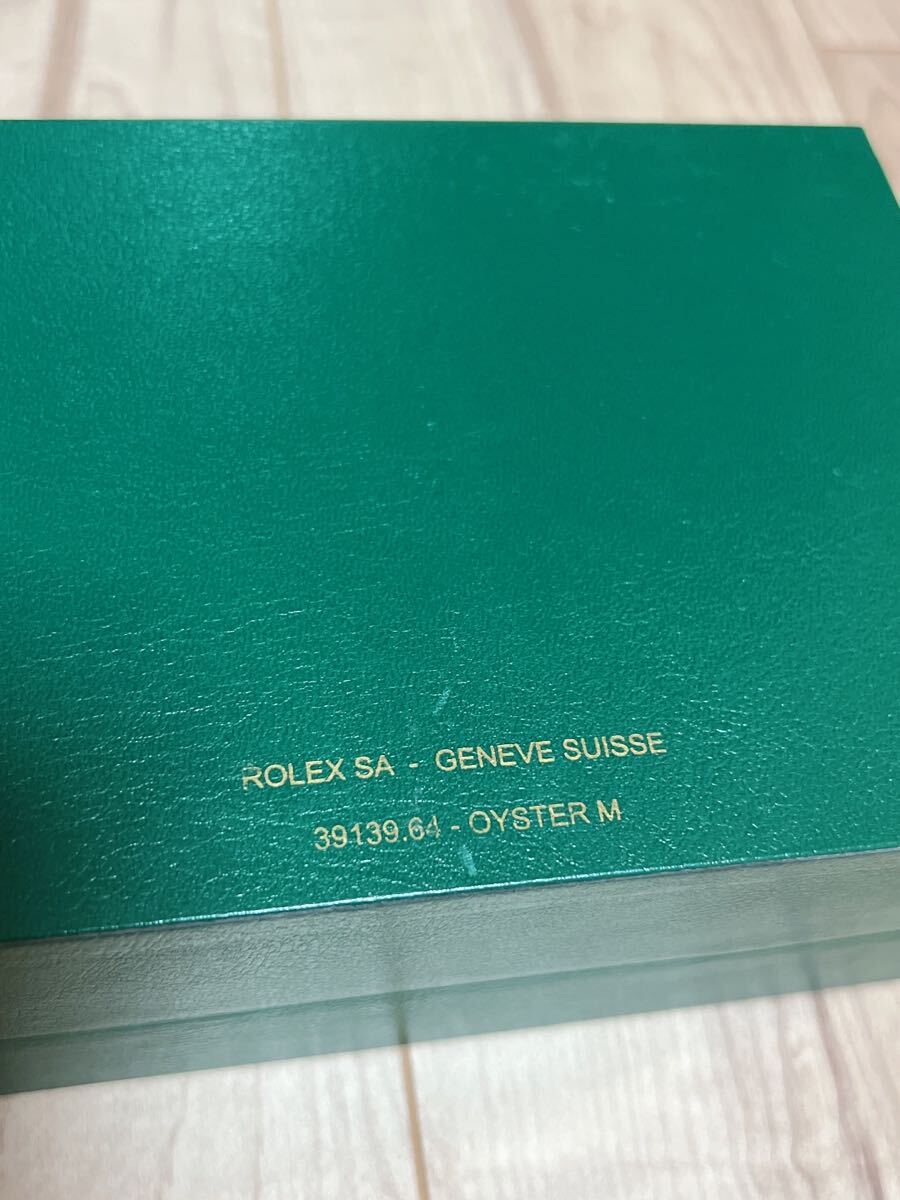 ROLEX SA - GENEVE SUISSE
39139.64 - OYSTER M